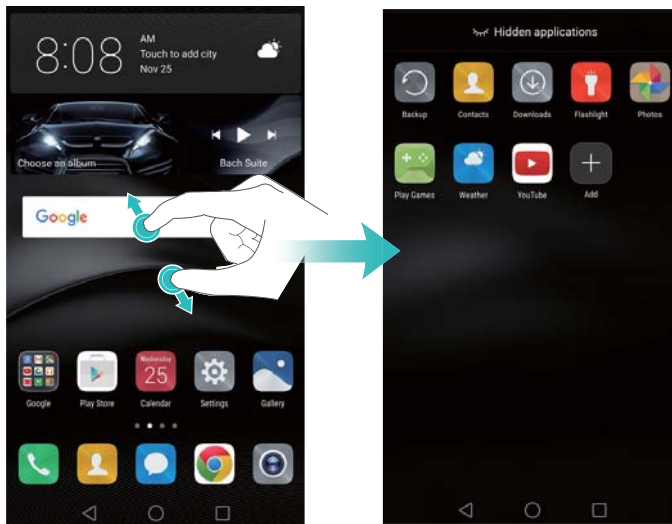 8:08
AM
Touch to add city
Nov 25
Choose an album
Bach Suite
Google
Wednesday
25
Google
Play Store
Calendar
Settings
Gallery
Hidden applications
Backup
Contacts
Downloads
Flashlight
Photos
Play Games
Weather
YouTube
Add